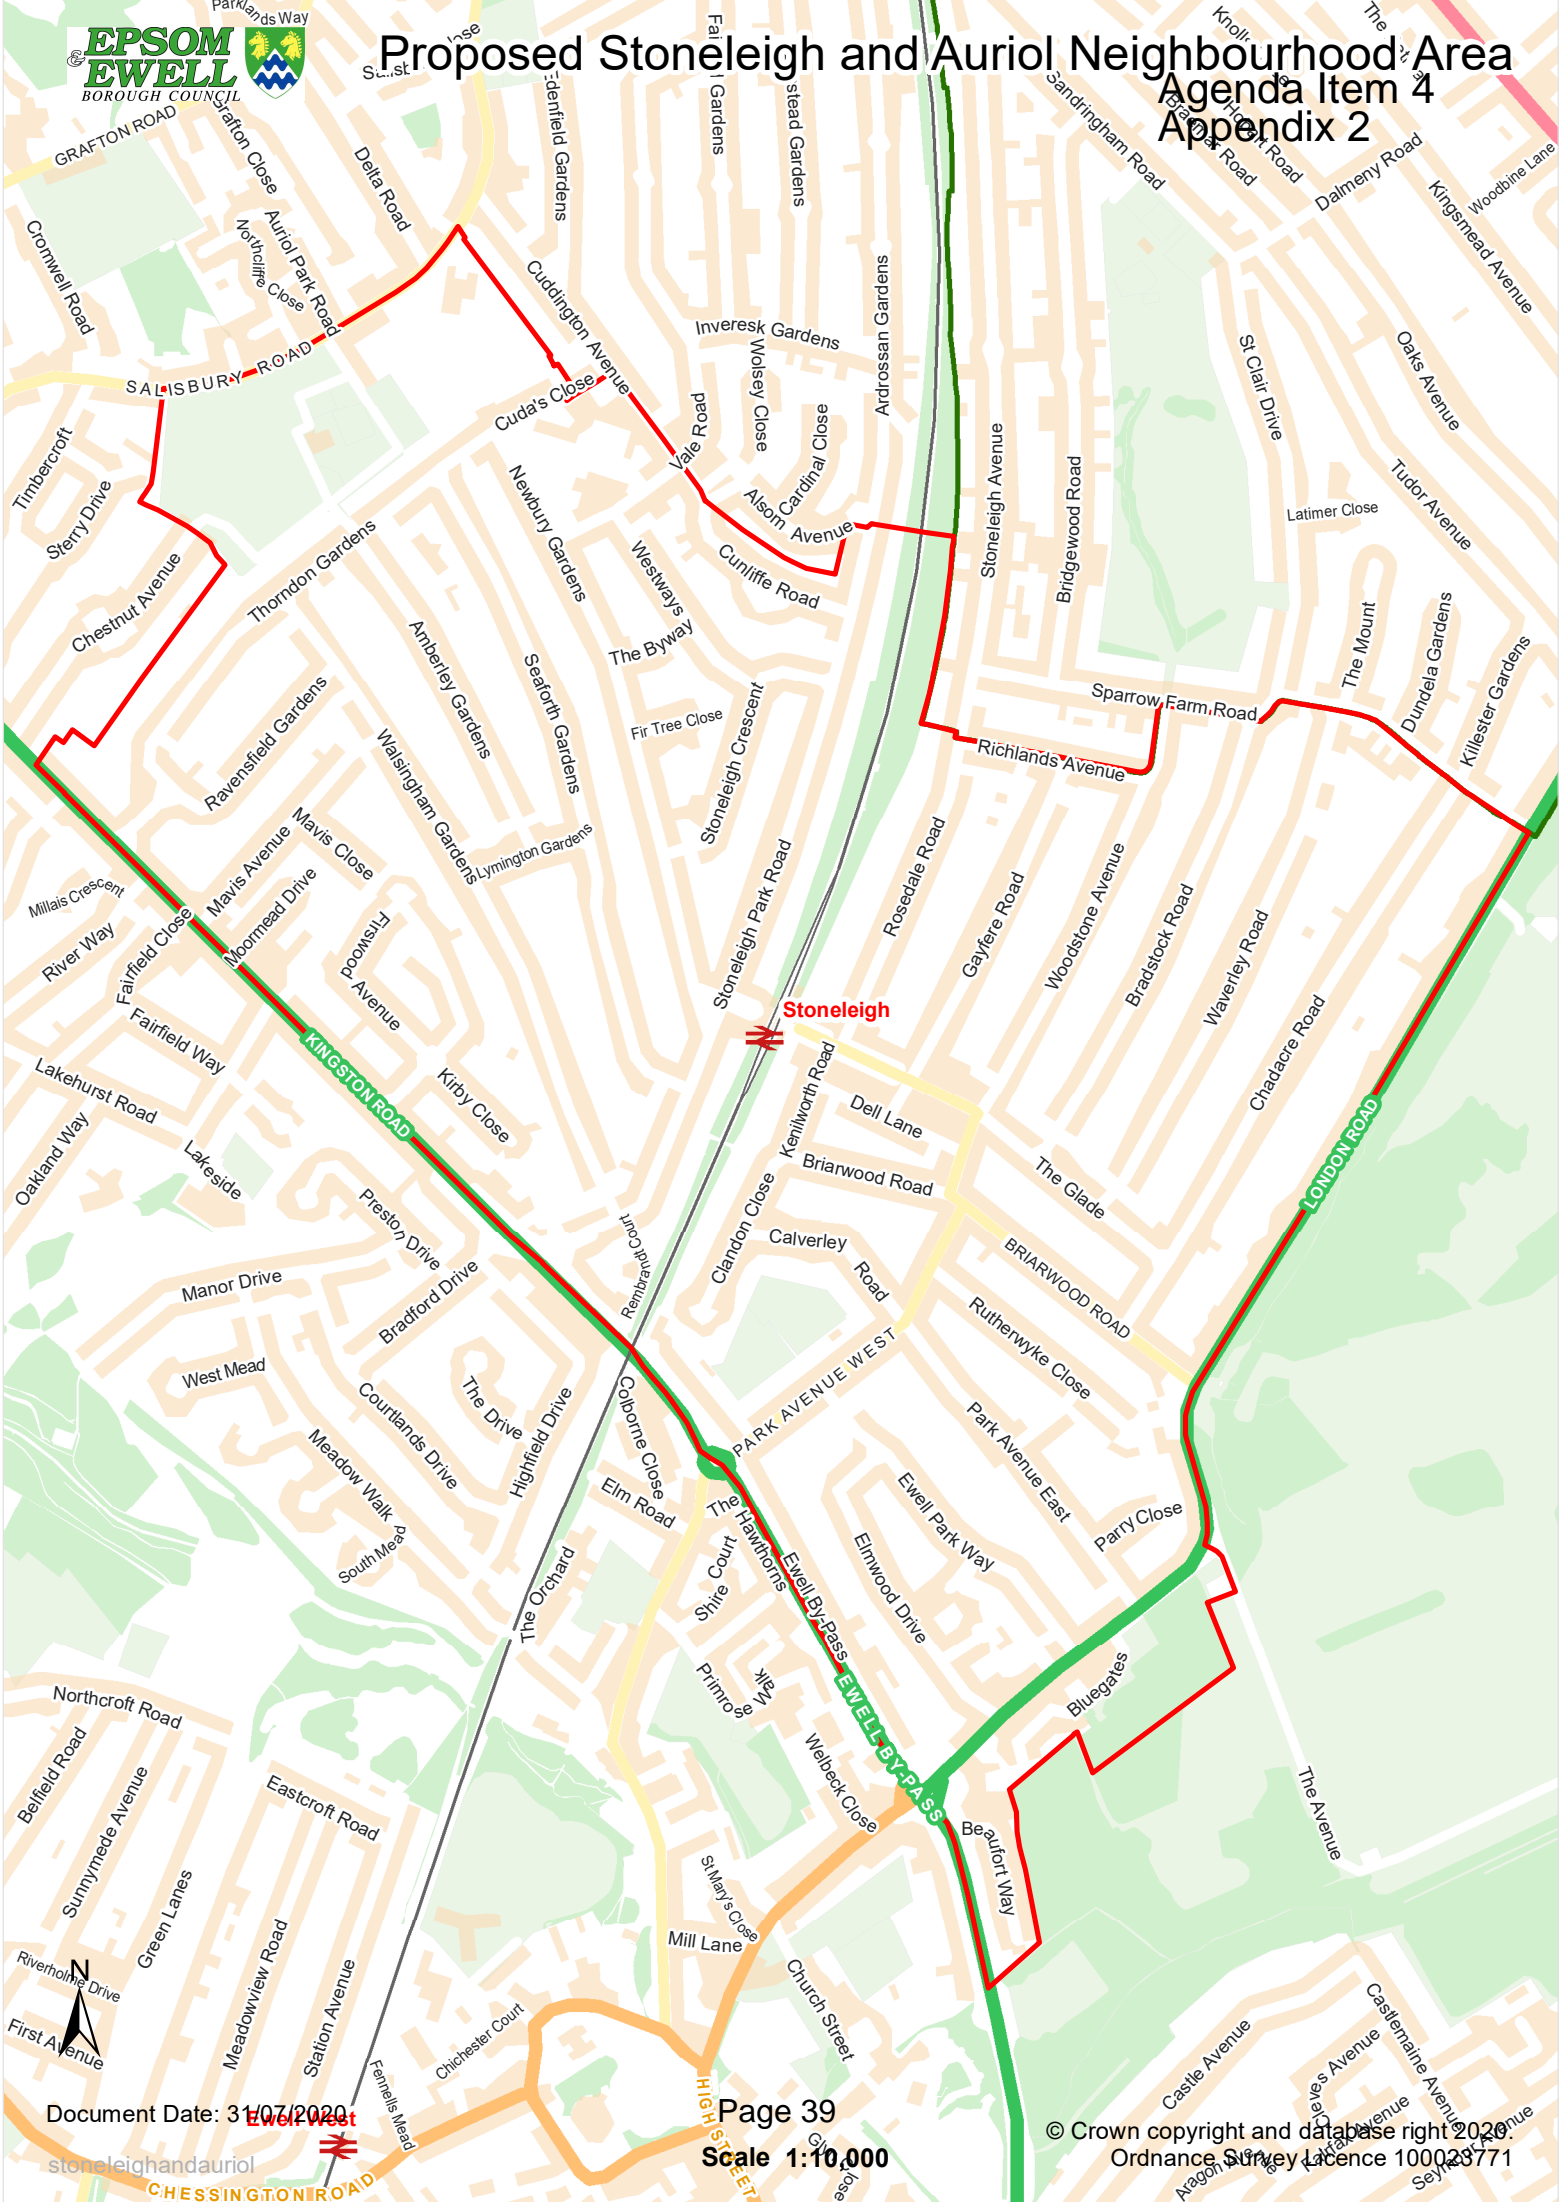 Parklands Way
EPSOM
& EWELL
BOROUGH COUNCIL
Proposed Stoneleigh and Auriol Neighbourhood Area
Agenda Item 4
Appendix 2
GRAFTON ROAD
Grafton Close
Delta Road
Edenfield Gardens
Gardens
Gardens
Sandringham Road
Braemar Road
Road
Dalmeny Road
Woodbine Lane
Kingsmead Avenue
Cromwell Road
Northcliffe Close
Auriol Park Road
Cuddington Avenue
Inveresk Gardens
Ardrossan Gardens
Wolsey Close
St Clair Drive
Oaks Avenue
SALISBURY ROAD
Cuda's Close
Vale Road
Cardinal Close
Alsom Avenue
Stoneleigh Avenue
Bridgewood Road
Tudor Avenue
Latimer Close
Timbercroft
Sterry Drive
Newbury Gardens
Westways
Cunliffe Road
Chestnut Avenue
Thorndon Gardens
Amberley Gardens
The Byway
Seaforth Gardens
Fir Tree Close
Stoneleigh Crescent
Sparrow Farm Road
The Mount
Dundela Gardens
Killester Gardens
Richlands Avenue
Ravensfield Gardens
Walsingham Gardens
Lymington Gardens
Mavis Close
Mavis Avenue
Moormead Drive
Millais Crescent
River Way
Fairfield Close
Firswood Avenue
Stoneleigh Park Road
Rosedale Road
Gayfere Road
Woodstone Avenue
Bradstock Road
Waverley Road
Chadacre Road
Stoneleigh
Fairfield Way
KINGSTON ROAD
Kirby Close
Lakehurst Road
Oakland Way
Lakeside
Kenilworth Road
Dell Lane
Briarwood Road
The Glade
LONDON ROAD
Preston Drive
Rembrandt Court
Clandon Close
Calverley Road
BRIARWOOD ROAD
Manor Drive
Bradford Drive
Rutherwyke Close
West Mead
Courtlands Drive
The Drive
Highfield Drive
Colborne Close
PARK AVENUE WEST
Park Avenue East
Meadow Walk
South Mead
Elm Road
The Hawthorns
Ewell Park Way
Parry Close
The Orchard
Shire Court
Ewell By-Pass
Elmwood Drive
Primrose Walk
EWELL BY-PASS
Bluegates
Northcroft Road
Belfield Road
Sunnymede Avenue
Eastcroft Road
Welbeck Close
Beaufort Way
The Avenue
Green Lanes
St Mary's Close
Mill Lane
Church Street
N
Riverholme Drive
First Avenue
Meadowview Road
Station Avenue
Chichester Court
Fennells Mead
Castle Avenue
Castlemaine Avenue
Cleves Avenue
Fairfax Avenue
Aragon Avenue
Seymour Avenue
HIGH STREET
Document Date: 31/07/2020
Ewell West
Page 39
Scale 1:10,000
© Crown copyright and database right 2020.
Ordnance Survey Licence 100023771
stoneleighandauriol
CHESSINGTON ROAD